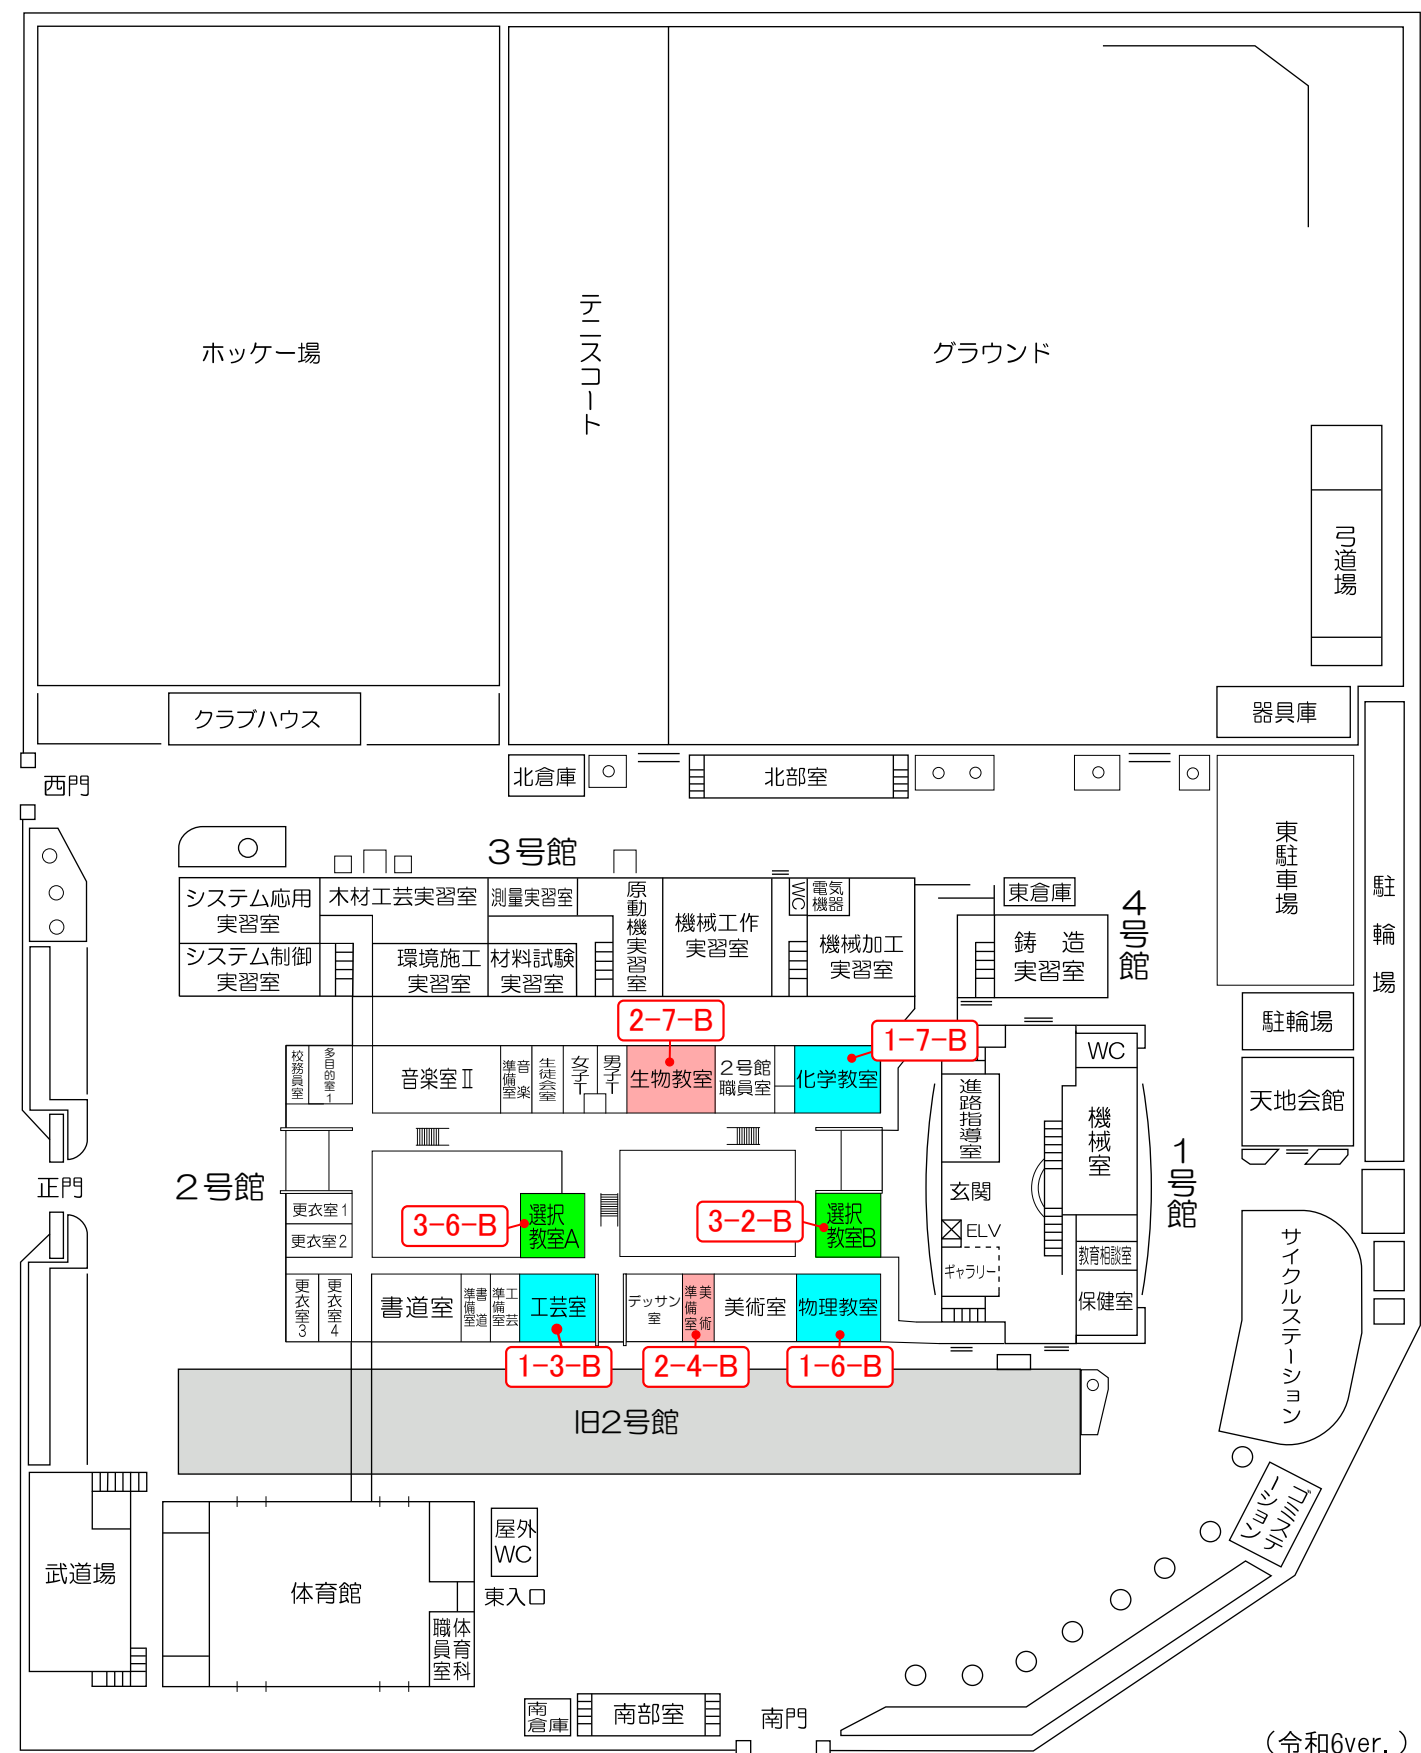 ホッケー場
テニスコート
グラウンド
弓道場
クラブハウス
器具庫
西門
北倉庫
北部室
東駐車場
駐輪場
3号館
システム応用
実習室
木材工芸実習室
測量実習室
原動機実習室
機械工作
実習室
WC
電気
機器
東倉庫
4号館
システム制御
実習室
環境施工
実習室
材料試験
実習室
機械加工
実習室
鋳 造
実習室
駐輪場
2-7-B
1-7-B
校務員室
多目的室1
音楽室Ⅱ
音楽
準備室
生徒会室
女子T
男子T
生物教室
2号館
職員室
化学教室
進路指導室
WC
機械室
天地会館
正門
2号館
1号館
更衣室1
更衣室2
3-6-B
選択
教室A
3-2-B
選択
教室B
玄関
ELV
ギャラリー
教育相談室
保健室
サイクルステーション
更衣室3
更衣室4
書道室
書道
準備室
工芸
準備室
工芸室
デッサン
室
美術
準備室
美術室
物理教室
1-3-B
2-4-B
1-6-B
旧2号館
ゴミステ
ーション
武道場
体育館
屋外
WC
東入口
体育科
職員室
南
倉庫
南部室
南門
(令和6ver.)